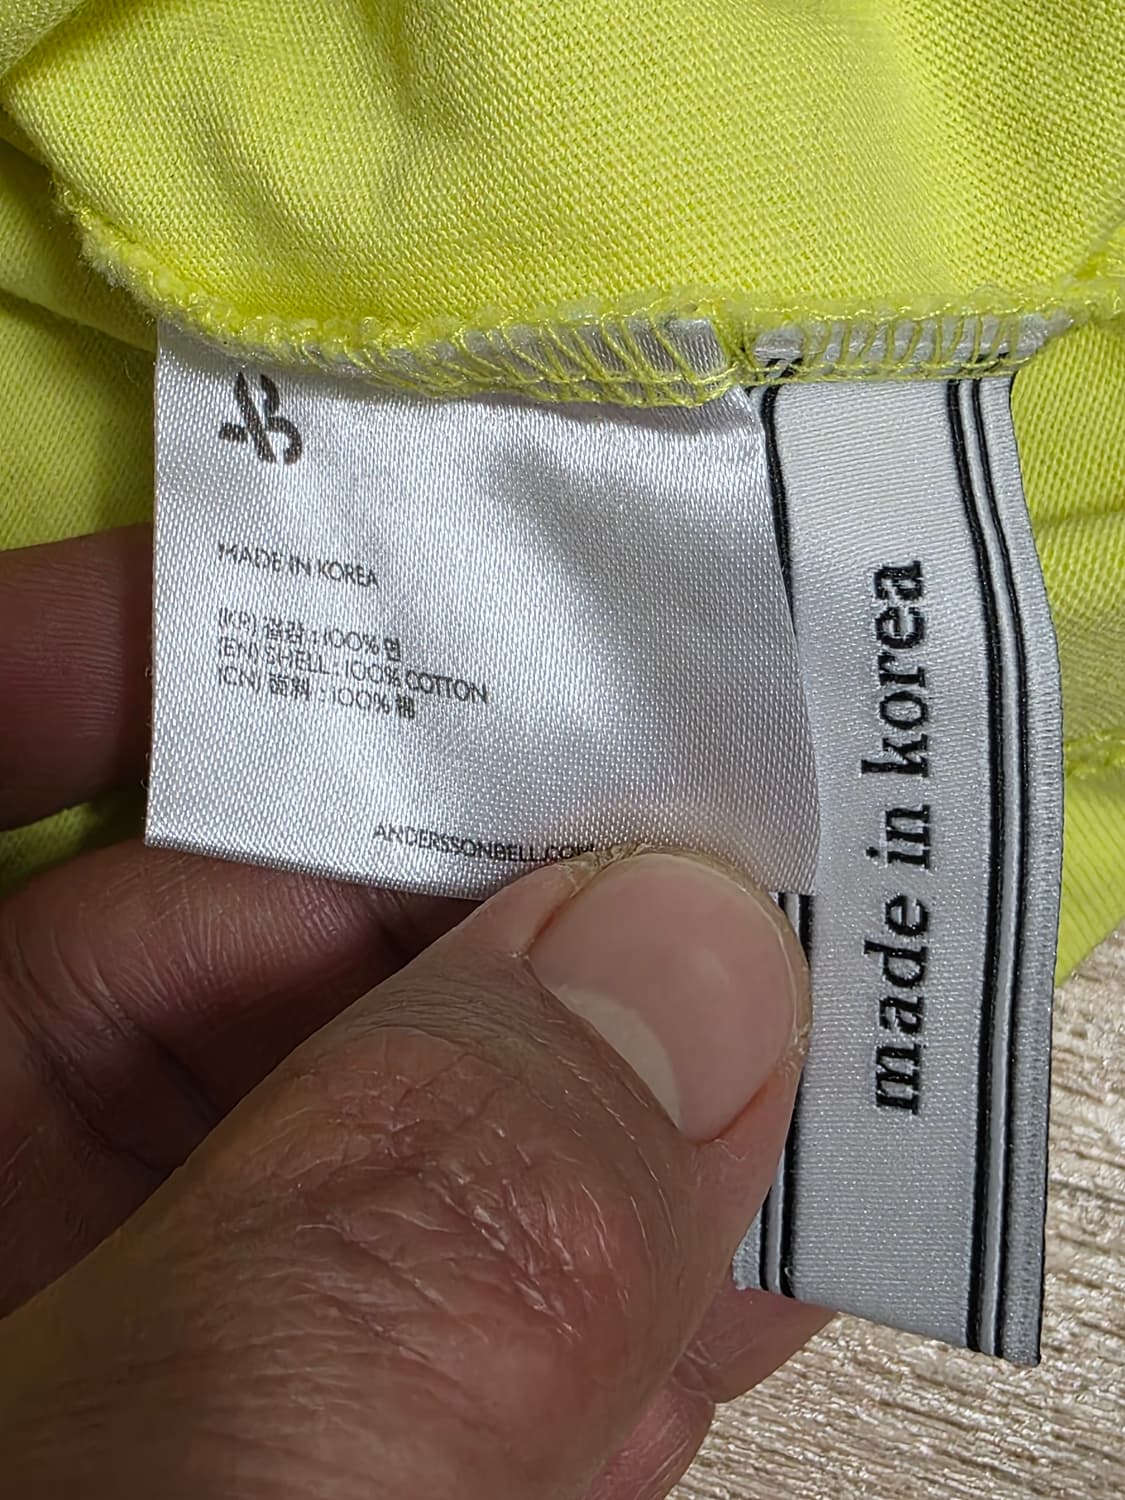 MADE IN KOREA
(KR) 겉감 : 100% 면
(EN) SHELL : 100% COTTON
(CN) 面料 : 100% 棉
ANDERSSONBELL.COM
made in korea